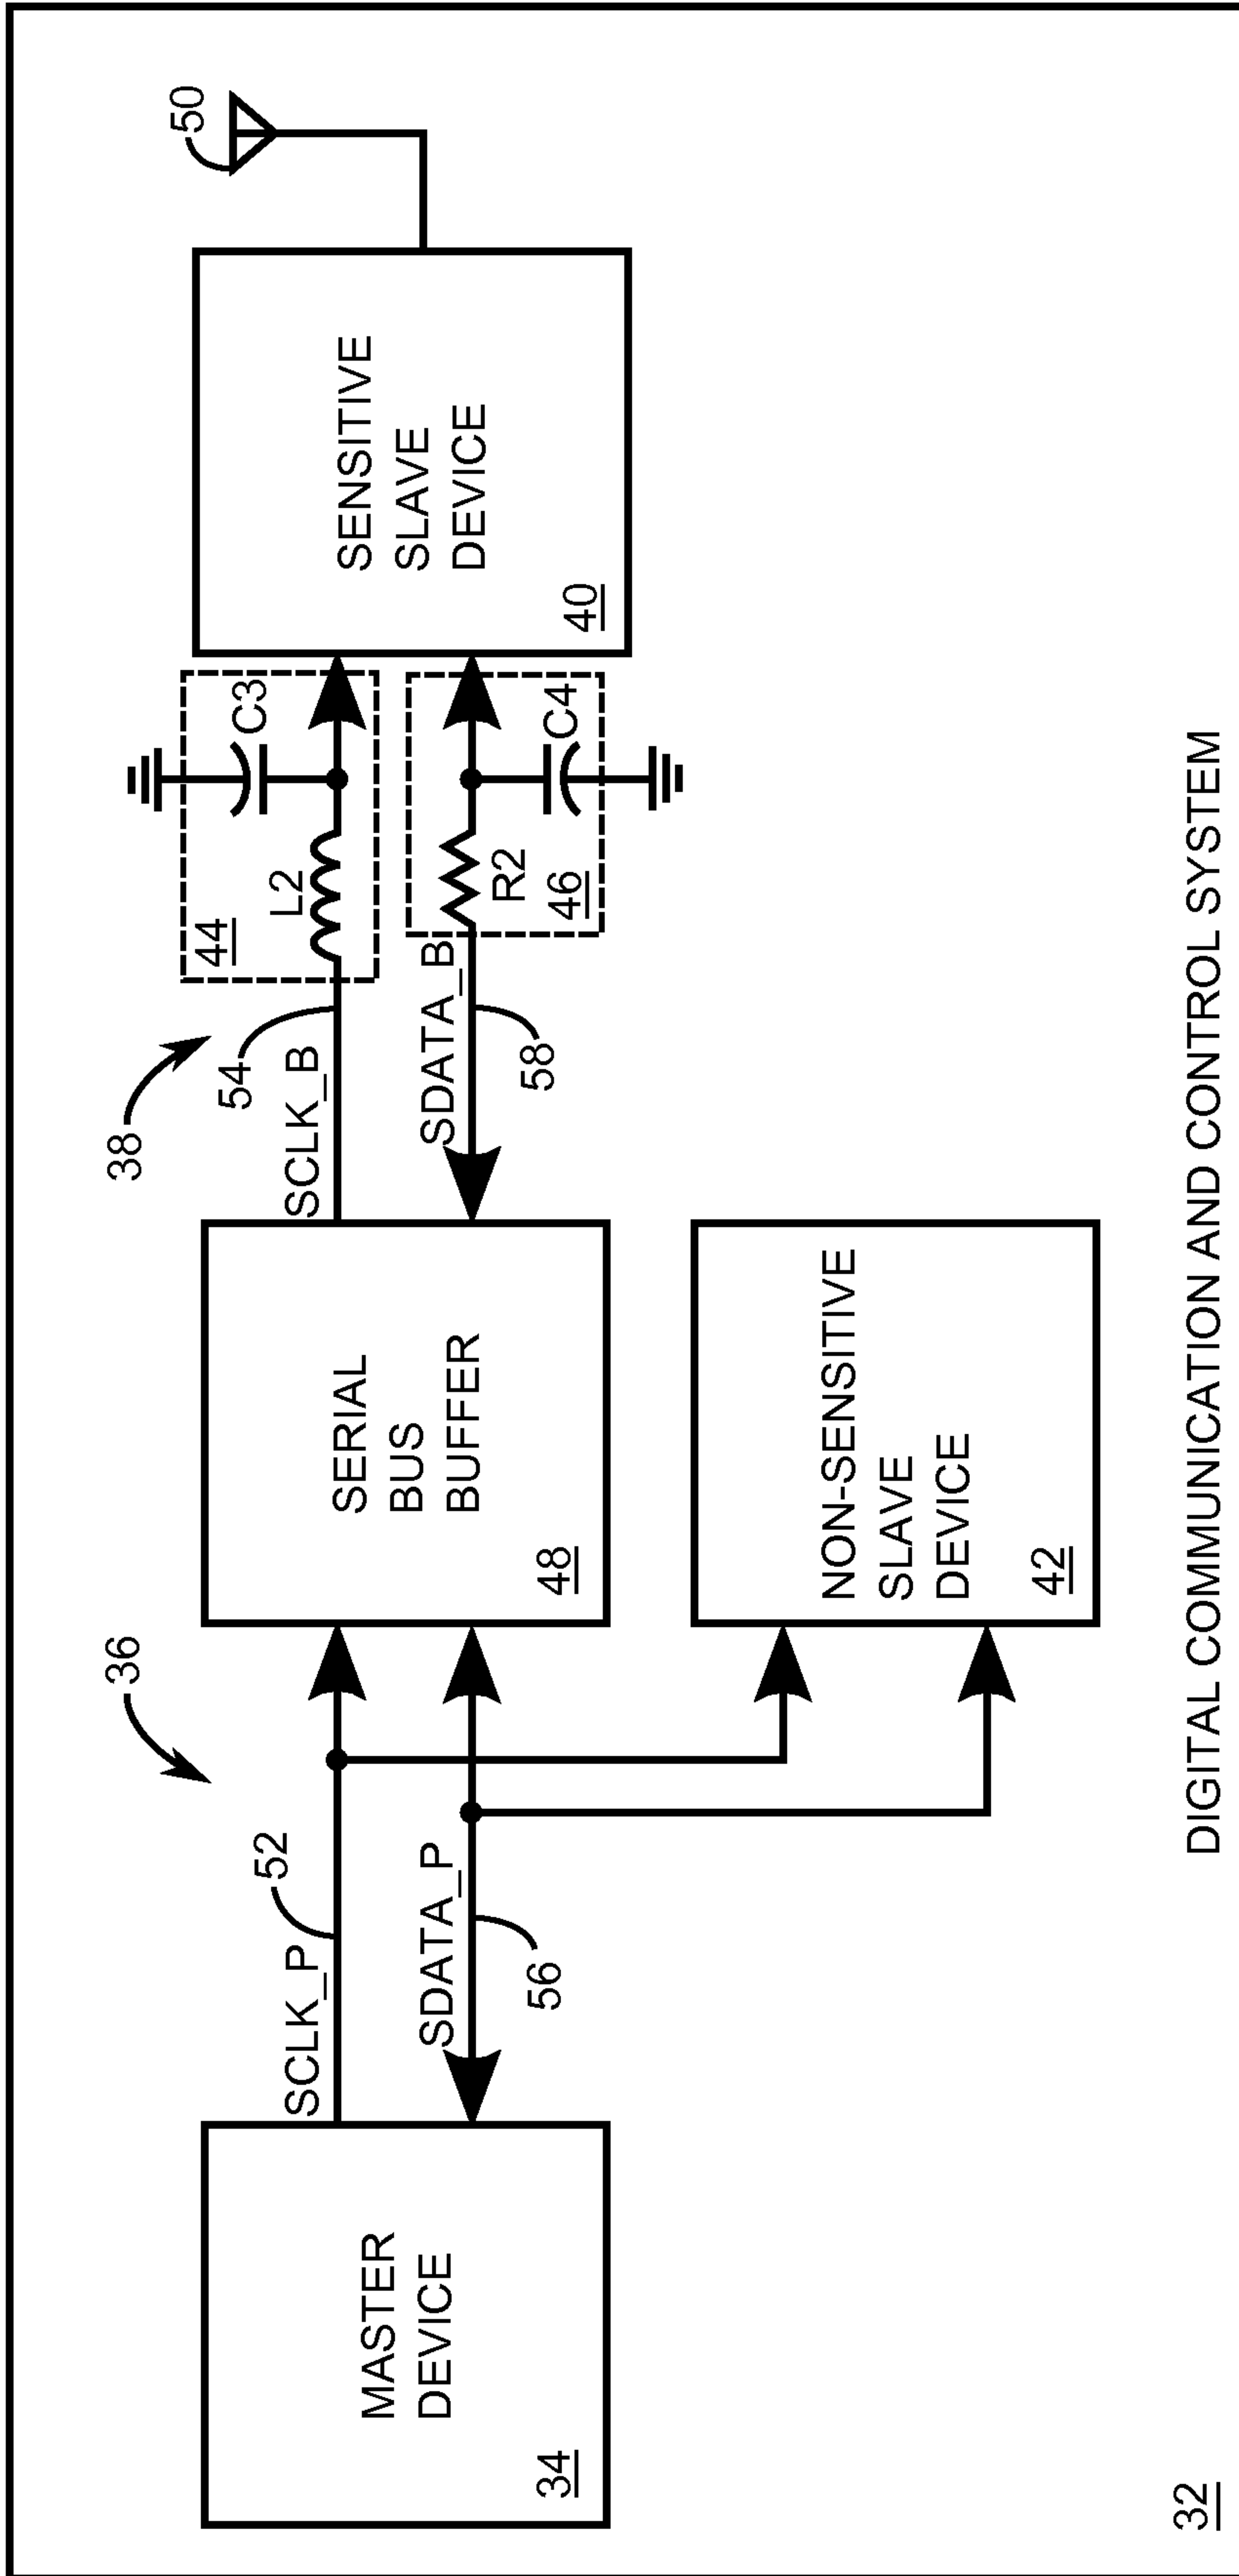 38
50
36
54
44
C3
52
SCLK_P
SCLK_B
L2
MASTER
DEVICE
34
SERIAL
BUS
BUFFER
48
SENSITIVE
SLAVE
DEVICE
40
SDATA_P
56
SDATA_B
58
R2
46
C4
NON-SENSITIVE
SLAVE
DEVICE
42
32
DIGITAL COMMUNICATION AND CONTROL SYSTEM